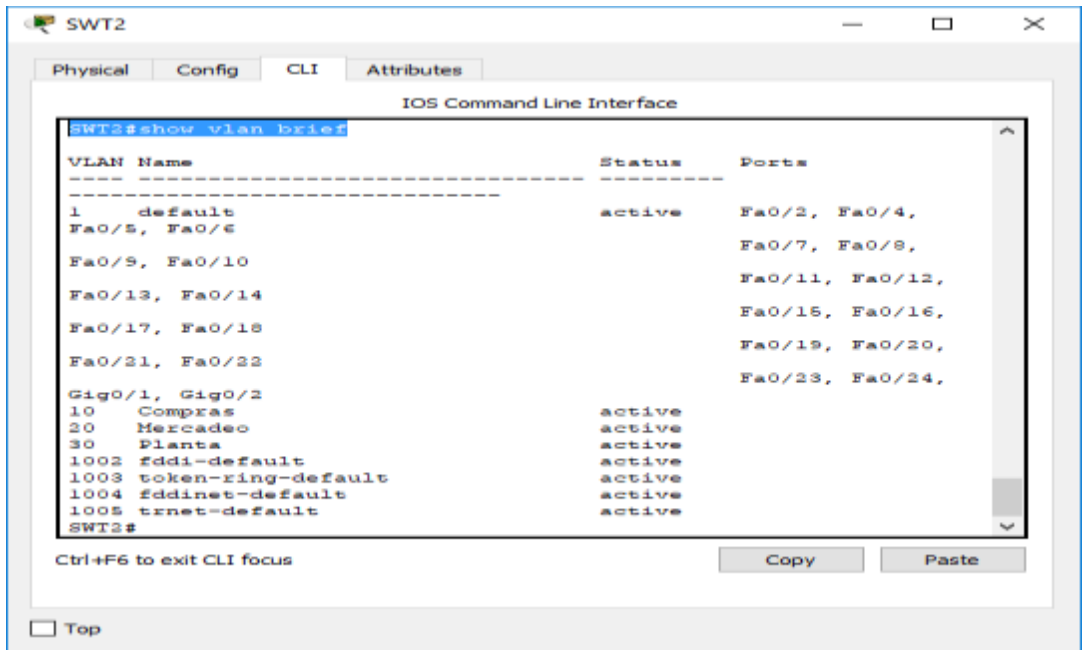 SWT2
Physical Config CLI Attributes
IOS Command Line Interface
SWT2#show vlan brief
VLAN Name Status Ports
---- -------------------------------- --------- 
-------------------------------
1 default active Fa0/2, Fa0/4,
Fa0/5, Fa0/6
Fa0/7, Fa0/8,
Fa0/9, Fa0/10
Fa0/11, Fa0/12,
Fa0/13, Fa0/14
Fa0/15, Fa0/16,
Fa0/17, Fa0/18
Fa0/19, Fa0/20,
Fa0/21, Fa0/22
Fa0/23, Fa0/24,
Gig0/1, Gig0/2
10 Compras active
20 Mercadeo active
30 Planta active
1002 fddi-default active
1003 token-ring-default active
1004 fddinet-default active
1005 trnet-default active
SWT2#
Ctrl+F6 to exit CLI focus Copy Paste
Top